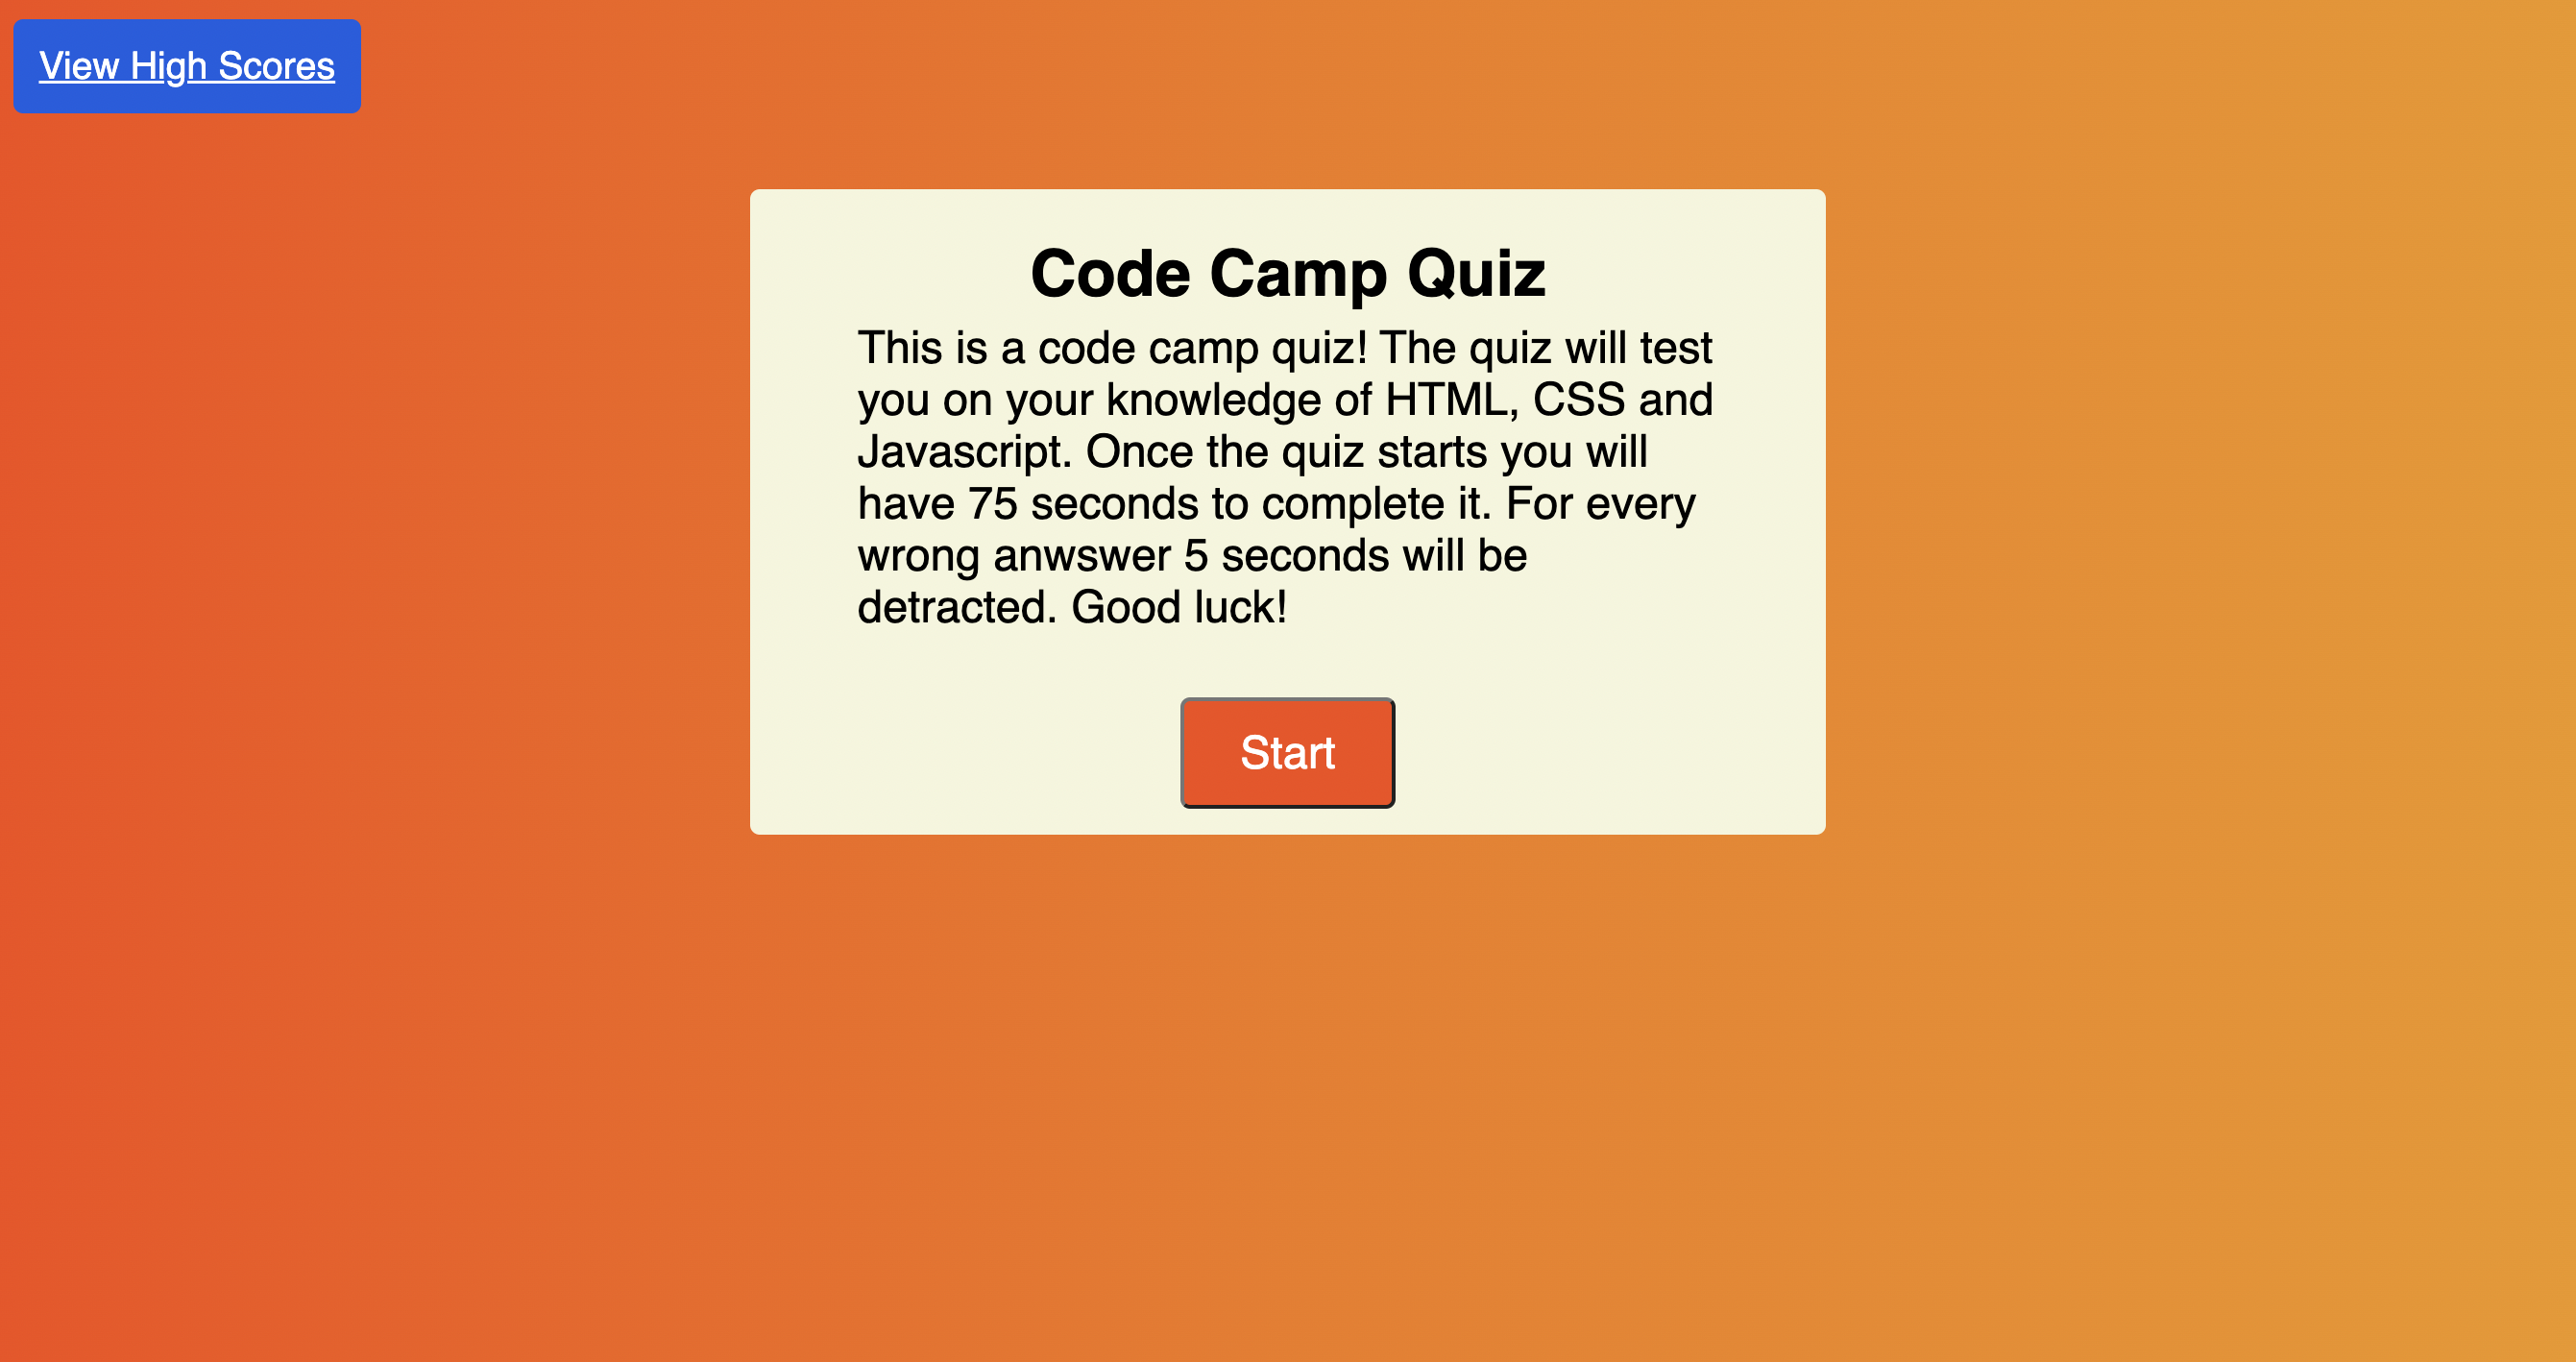 View High Scores
Code Camp Quiz
This is a code camp quiz! The quiz will test
you on your knowledge of HTML, CSS and
Javascript. Once the quiz starts you will
have 75 seconds to complete it. For every
wrong anwswer 5 seconds will be
detracted. Good luck!
Start